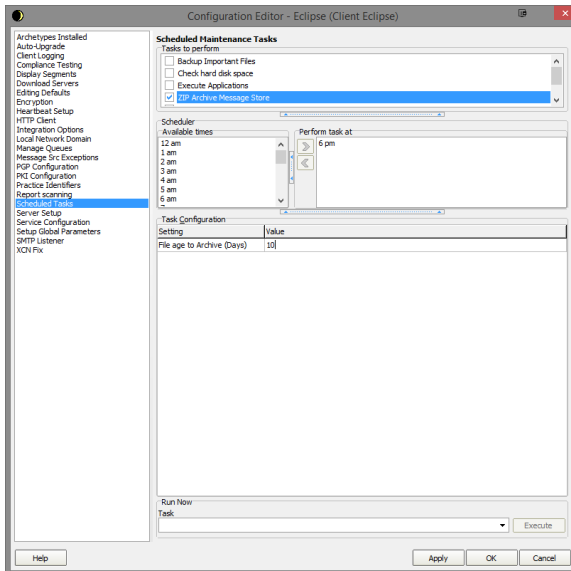 Configuration Editor - Eclipse (Client Eclipse)
Archetypes Installed
Auto-Upgrade
Client Logging
Compliance Testing
Display Segments
Download Servers
Editing Defaults
Encryption
Heartbeat Setup
HTTP Client
Integration Options
Local Network Domain
Manage Queues
Message Src Exceptions
PGP Configuration
PKI Configuration
Practice Identifiers
Report scanning
Scheduled Tasks
Server Setup
Service Configuration
Setup Global Parameters
SMTP Listener
XCN Fix
Scheduled Maintenance Tasks
Tasks to perform
Backup Important Files
Check hard disk space
Execute Applications
ZIP Archive Message Store
Scheduler
Available times
12 am
1 am
2 am
3 am
4 am
5 am
6 am
Perform task at
6 pm
Task Configuration
Setting Value
File age to Archive (Days) 10
Run Now
Task
Execute
Help
Apply
OK
Cancel